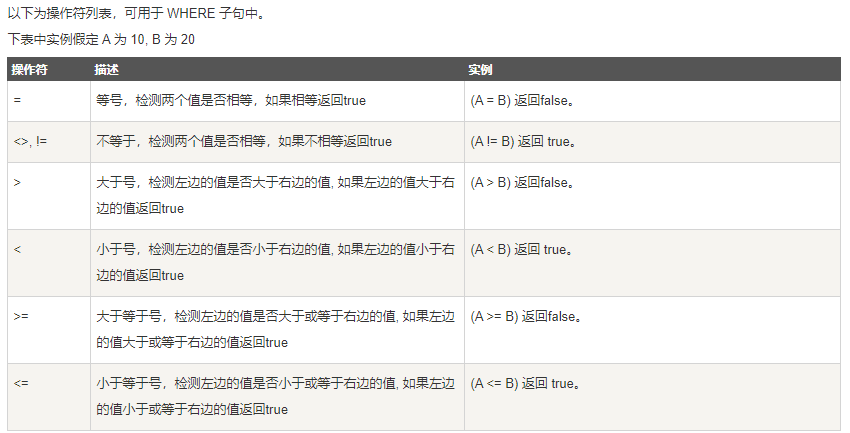 以下为操作符列表，可用于 WHERE 子句中。
下表中实例假定 A 为 10, B 为 20
操作符 描述 实例
= 等号，检测两个值是否相等，如果相等返回true (A = B) 返回false。
<>, != 不等于，检测两个值是否相等，如果不相等返回true (A != B) 返回 true。
> 大于号，检测左边的值是否大于右边的值, 如果左边的值大于右 (A > B) 返回false。
边的值返回true
< 小于号，检测左边的值是否小于右边的值, 如果左边的值小于右 (A < B) 返回 true。
边的值返回true
>= 大于等于号，检测左边的值是否大于或等于右边的值, 如果左边 (A >= B) 返回false。
的值大于或等于右边的值返回true
<= 小于等于号，检测左边的值是否小于或等于右边的值, 如果左边 (A <= B) 返回 true。
的值小于或等于右边的值返回true